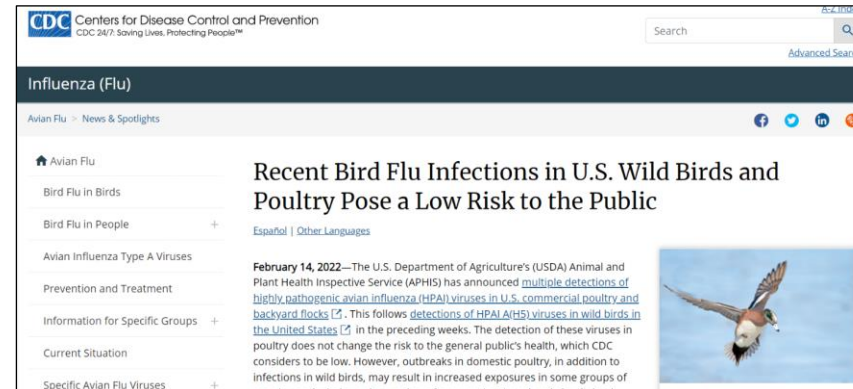 A-Z Index
CDC Centers for Disease Control and Prevention
CDC 24/7: Saving Lives, Protecting People™
Search
Advanced Search
Influenza (Flu)
Avian Flu > News & Spotlights
Avian Flu
Bird Flu in Birds
Bird Flu in People +
Avian Influenza Type A Viruses
Prevention and Treatment
Information for Specific Groups +
Current Situation
Specific Avian Flu Viruses +
Recent Bird Flu Infections in U.S. Wild Birds and
Poultry Pose a Low Risk to the Public
Español | Other Languages
February 14, 2022—The U.S. Department of Agriculture's (USDA) Animal and
Plant Health Inspective Service (APHIS) has announced multiple detections of
highly pathogenic avian influenza (HPAI) viruses in U.S. commercial poultry and
backyard flocks. This follows detections of HPAI A(H5) viruses in wild birds in
the United States in the preceding weeks. The detection of these viruses in
poultry does not change the risk to the general public's health, which CDC
considers to be low. However, outbreaks in domestic poultry, in addition to
infections in wild birds, may result in increased exposures in some groups of